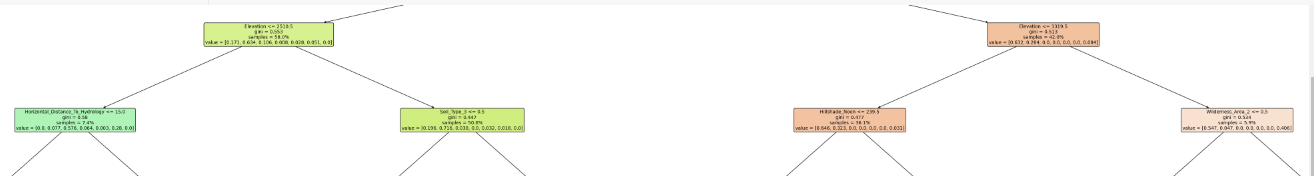 Elevation <= 2510.5
gini = 0.553
samples = 58.0%
value = [0.171, 0.634, 0.106, 0.008, 0.028, 0.051, 0.0]
Elevation <= 3319.5
gini = 0.513
samples = 42.0%
value = [0.632, 0.284, 0.0, 0.0, 0.0, 0.0, 0.084]
Horizontal_Distance_To_Hydrology <= 15.0
gini = 0.58
samples = 7.4%
value = [0.0, 0.077, 0.576, 0.064, 0.003, 0.28, 0.0]
Soil_Type_3 <= 0.5
gini = 0.447
samples = 50.6%
value = [0.196, 0.716, 0.038, 0.0, 0.032, 0.018, 0.0]
Hillshade_Noon <= 239.5
gini = 0.477
samples = 36.1%
value = [0.646, 0.323, 0.0, 0.0, 0.0, 0.0, 0.031]
Wilderness_Area_2 <= 0.5
gini = 0.534
samples = 5.9%
value = [0.547, 0.047, 0.0, 0.0, 0.0, 0.0, 0.406]